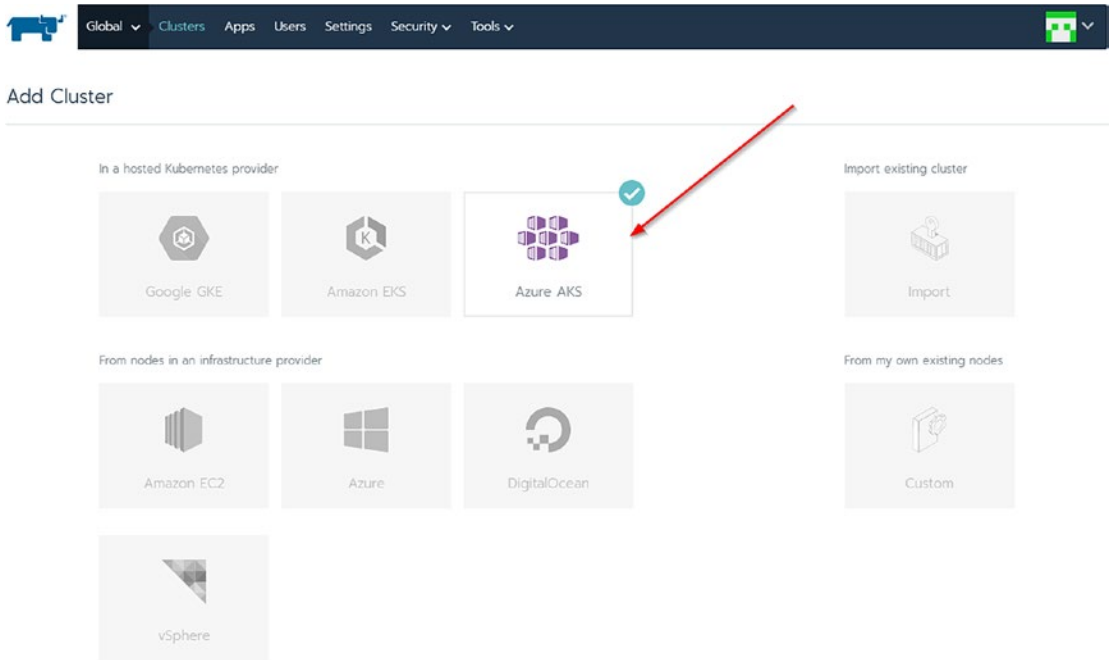 Global Clusters Apps Users Settings Security Tools
Add Cluster
In a hosted Kubernetes provider
Import existing cluster
Google GKE
Amazon EKS
Azure AKS
Import
From nodes in an infrastructure provider
From my own existing nodes
Amazon EC2
Azure
DigitalOcean
Custom
vSphere